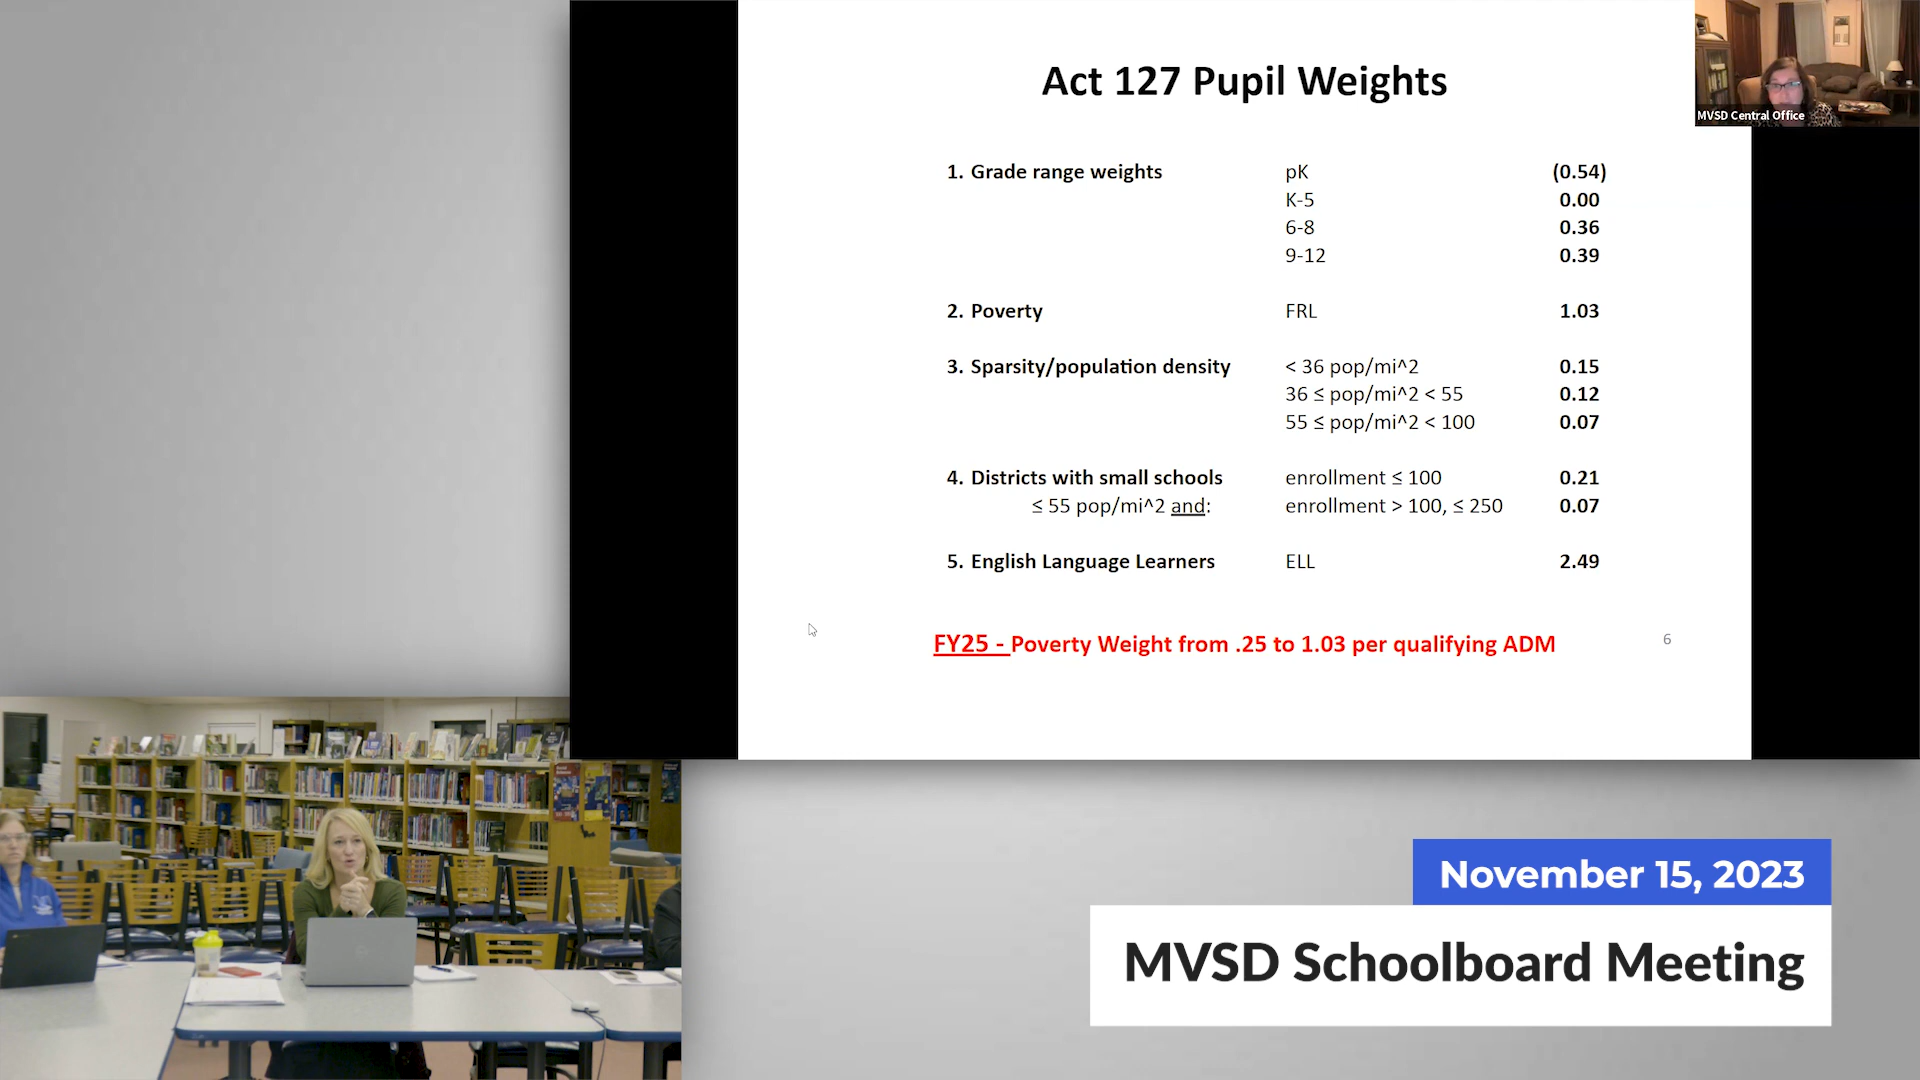 Act 127 Pupil Weights
MVSD Central Office
1. Grade range weights pK (0.54)
K-5 0.00
6-8 0.36
9-12 0.39
2. Poverty FRL 1.03
3. Sparsity/population density < 36 pop/mi^2 0.15
36 ≤ pop/mi^2 < 55 0.12
55 ≤ pop/mi^2 < 100 0.07
4. Districts with small schools enrollment ≤ 100 0.21
≤ 55 pop/mi^2 and: enrollment > 100, ≤ 250 0.07
5. English Language Learners ELL 2.49
FY25 - Poverty Weight from .25 to 1.03 per qualifying ADM
6
November 15, 2023
MVSD Schoolboard Meeting